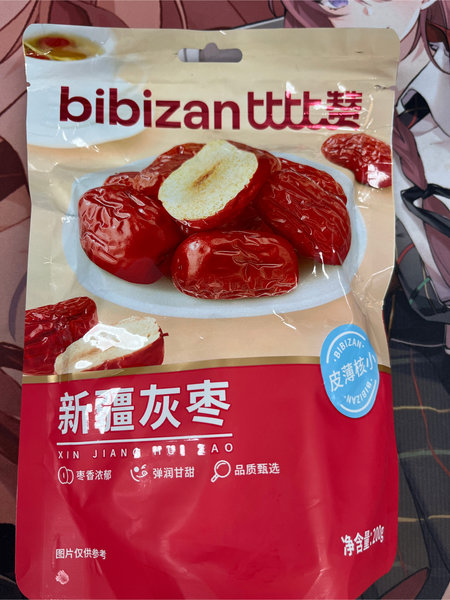 bibizan比比赞
·BIBIZAN·
皮薄核小
·BIBIZAN·
新疆灰枣
XIN JIANG HUI ZAO
枣香浓郁 弹润甘甜 品质甄选
图片仅供参考
净含量:200g